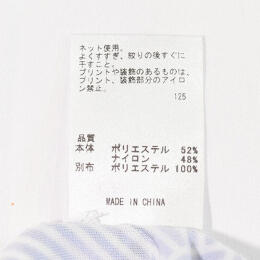 ネット使用。
よくすすぎ、絞りの後すぐに
干すこと。
プリントや装飾のあるものは、
プリント、装飾部分のアイロ
ン禁止。
125
品質
本体 ポリエステル 52%
ナイロン 48%
別布 ポリエステル 100%
MADE IN CHINA